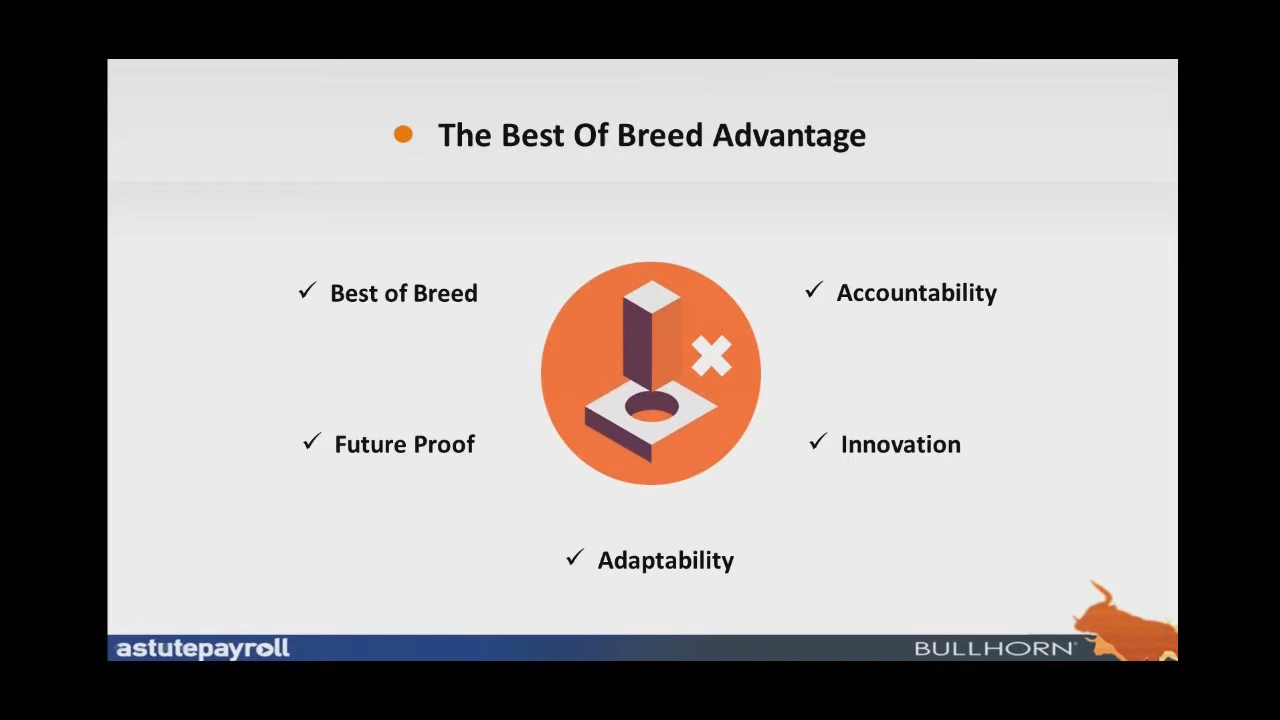 The Best Of Breed Advantage
✓ Best of Breed
✓ Accountability
✓ Future Proof
✓ Innovation
✓ Adaptability
astutepayroll
BULLHORN